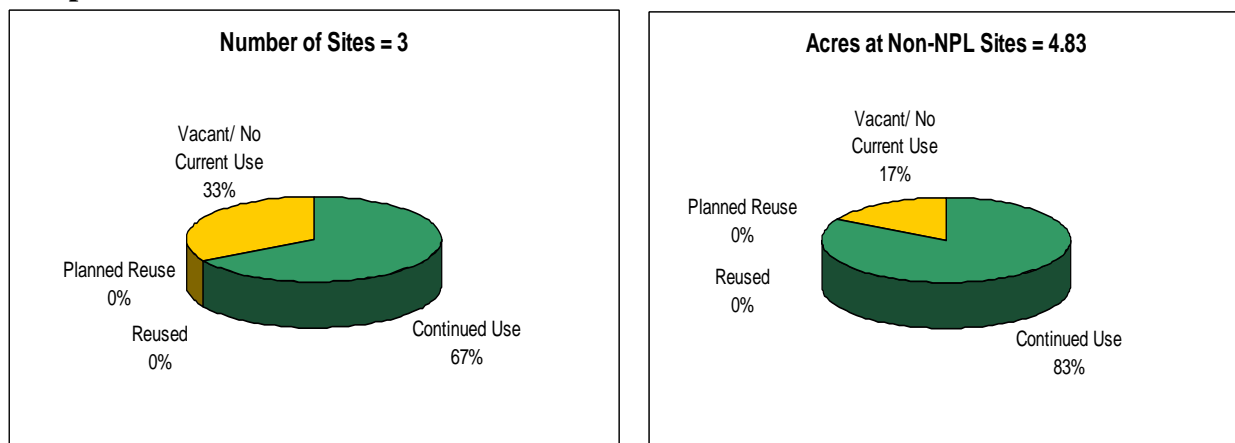 Number of Sites = 3
Vacant/ No
Current Use
33%
Planned Reuse
0%
Reused
0%
Continued Use
67%
Acres at Non-NPL Sites = 4.83
Vacant/ No
Current Use
17%
Planned Reuse
0%
Reused
0%
Continued Use
83%